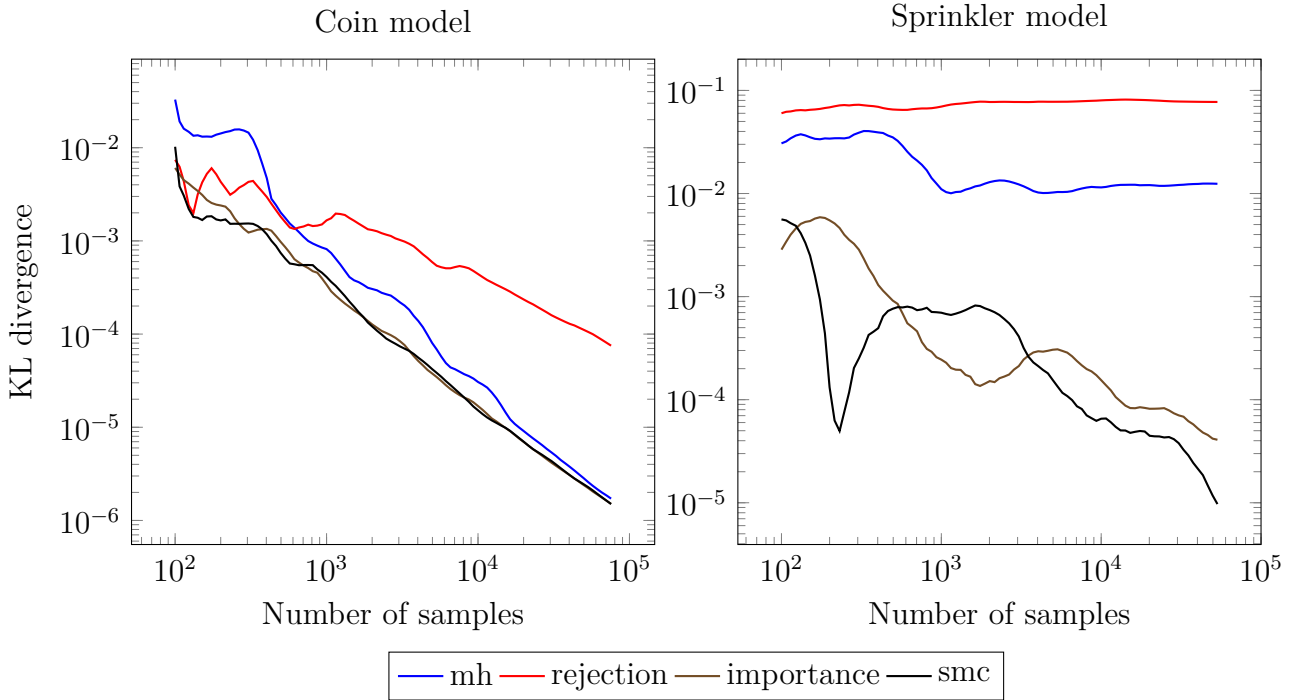 Coin model
Sprinkler model
KL divergence
10^-2
10^-3
10^-4
10^-5
10^-6
10^2 10^3 10^4 10^5
Number of samples
10^-1
10^-2
10^-3
10^-4
10^-5
10^2 10^3 10^4 10^5
Number of samples
mh rejection importance smc